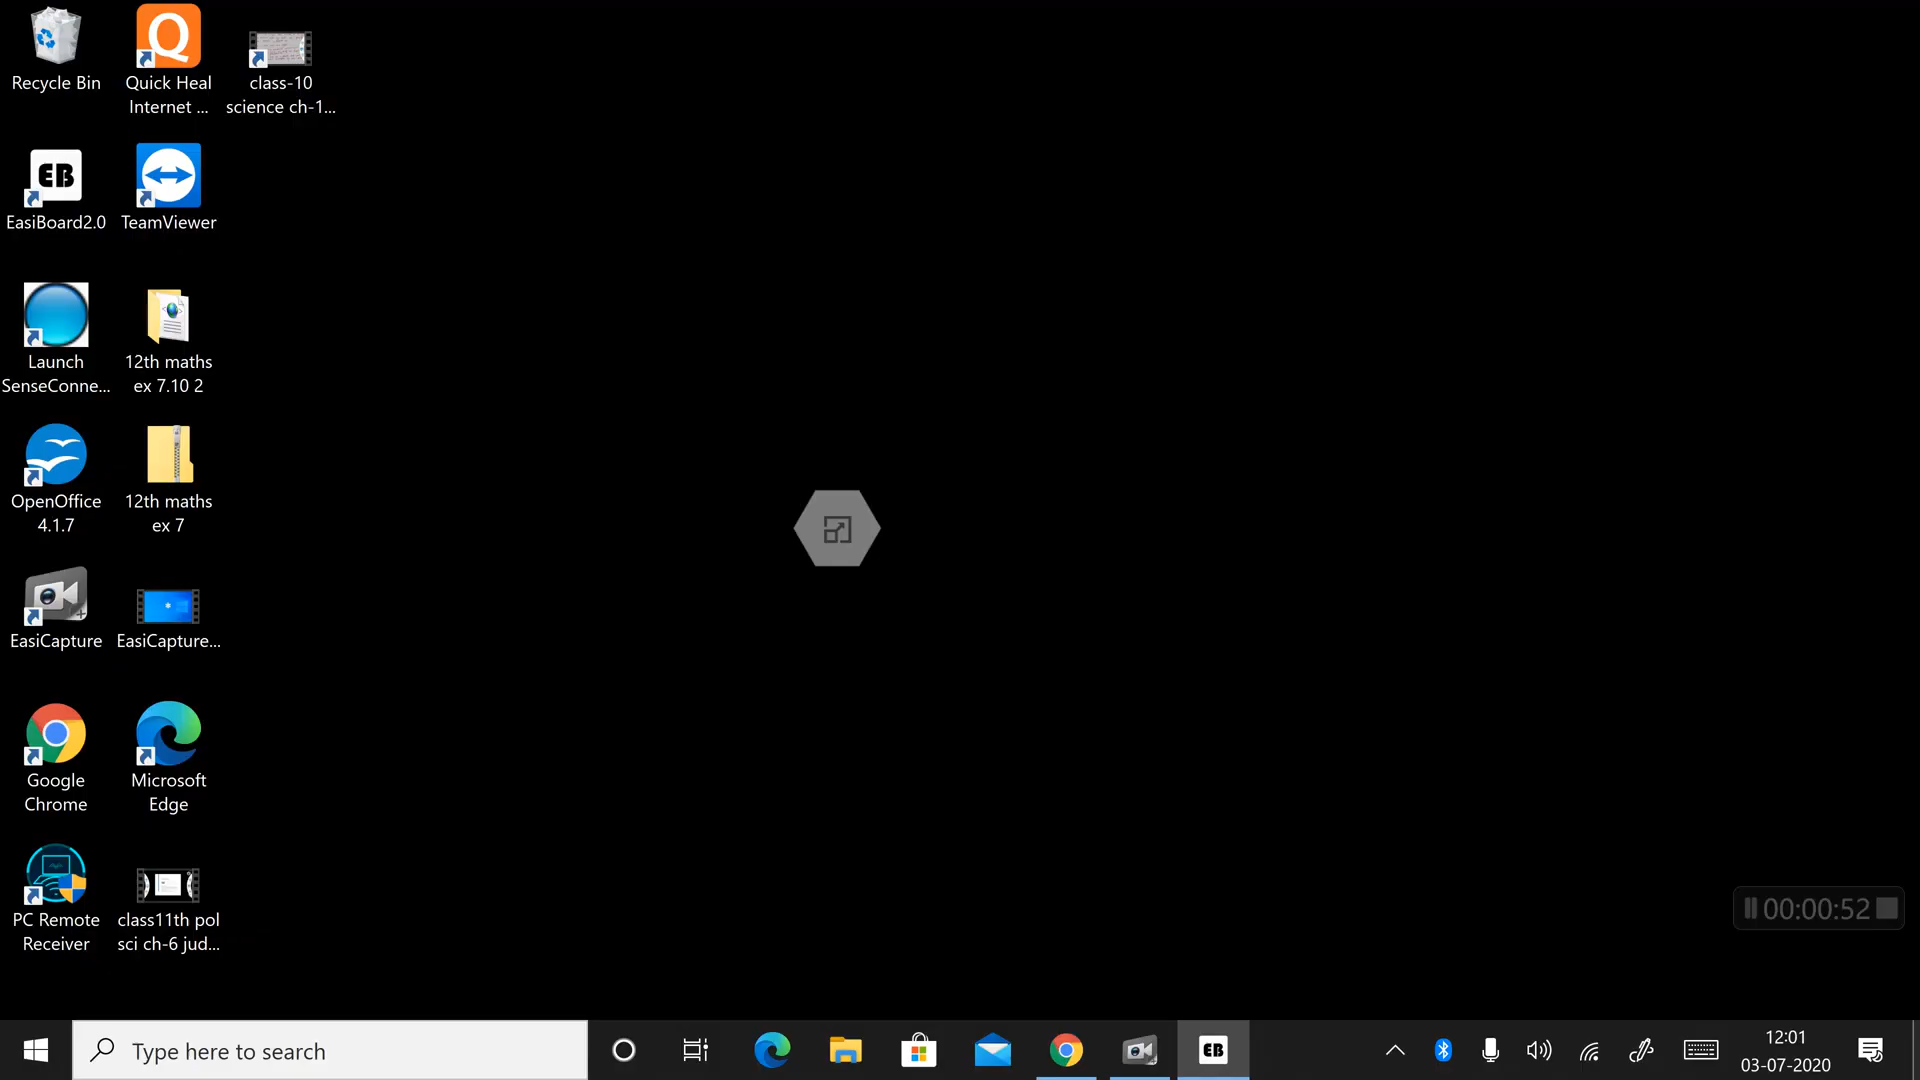 Recycle Bin
Quick Heal
Internet ...
class-10
science ch-1...
EB
EasiBoard2.0
TeamViewer
Launch
SenseConne...
12th maths
ex 7.10 2
OpenOffice
4.1.7
12th maths
ex 7
EasiCapture
EasiCapture...
Google
Chrome
Microsoft
Edge
PC Remote
Receiver
class11th pol
sci ch-6 jud...
00:00:52
Type here to search
EB
12:01
03-07-2020